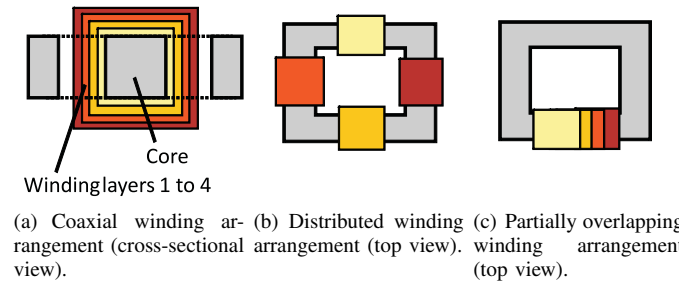 Core
Windinglayers 1 to 4
(a) Coaxial winding ar-
rangement (cross-sectional
view).
(b) Distributed winding
arrangement (top view).
(c) Partially overlapping
winding arrangement
(top view).